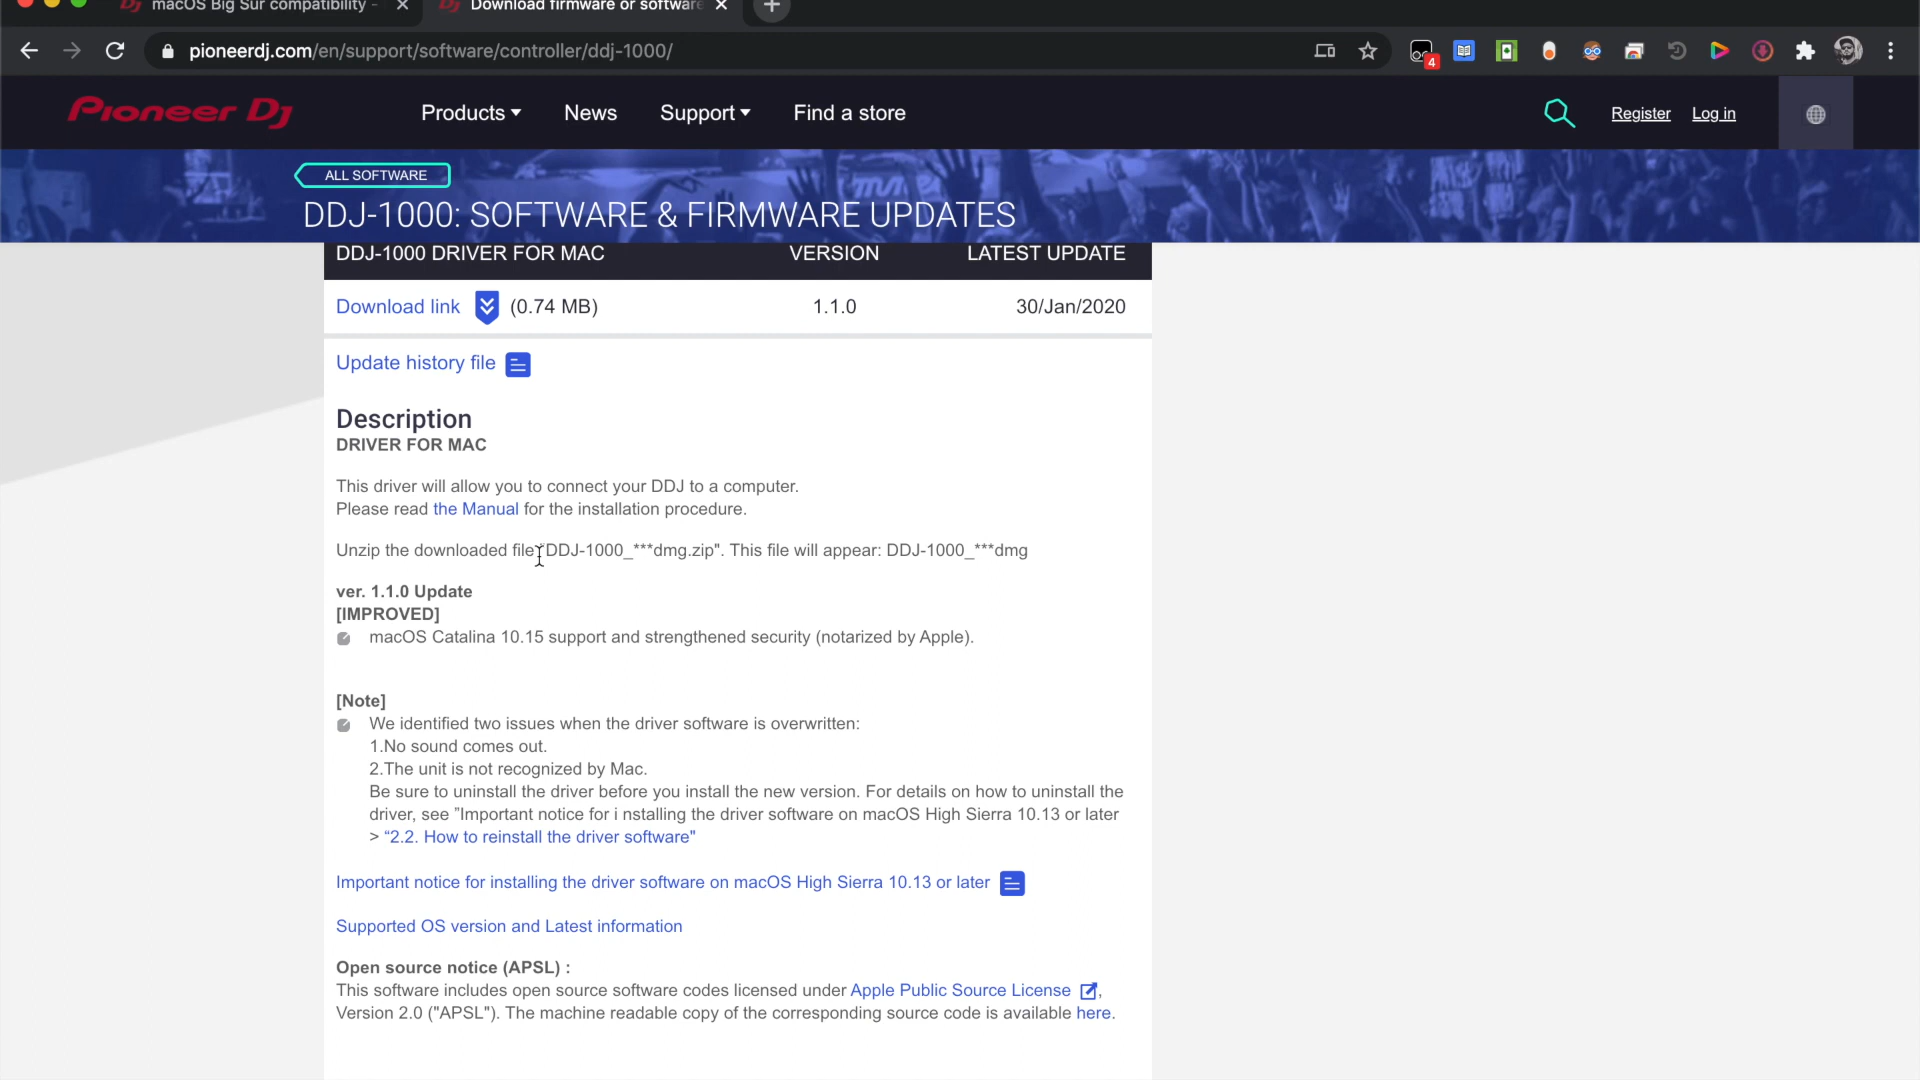 macOS Big Sur compatibility -
Download firmware or software
pioneerdj.com/en/support/software/controller/ddj-1000/
4
Pioneer Dj
Products
News
Support
Find a store
Register
Log in
ALL SOFTWARE
DDJ-1000: SOFTWARE & FIRMWARE UPDATES
DDJ-1000 DRIVER FOR MAC VERSION LATEST UPDATE
Download link (0.74 MB) 1.1.0 30/Jan/2020
Update history file
Description
DRIVER FOR MAC
This driver will allow you to connect your DDJ to a computer.
Please read the Manual for the installation procedure.
Unzip the downloaded file "DDJ-1000_***dmg.zip". This file will appear: DDJ-1000_***dmg
ver. 1.1.0 Update
[IMPROVED]
macOS Catalina 10.15 support and strengthened security (notarized by Apple).
[Note]
We identified two issues when the driver software is overwritten:
1.No sound comes out.
2.The unit is not recognized by Mac.
Be sure to uninstall the driver before you install the new version. For details on how to uninstall the
driver, see "Important notice for i nstalling the driver software on macOS High Sierra 10.13 or later
> “2.2. How to reinstall the driver software"
Important notice for installing the driver software on macOS High Sierra 10.13 or later
Supported OS version and Latest information
Open source notice (APSL) :
This software includes open source software codes licensed under Apple Public Source License ,
Version 2.0 ("APSL"). The machine readable copy of the corresponding source code is available here.